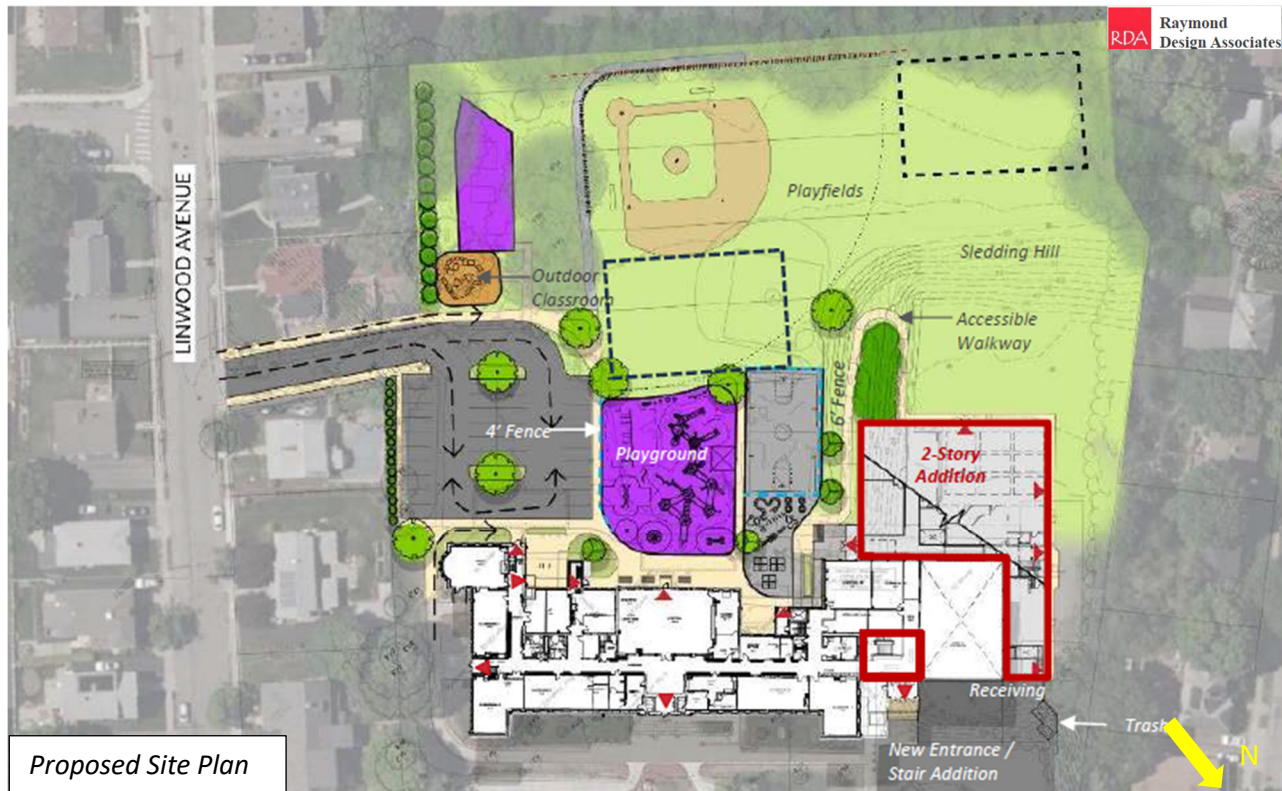 RDA
Raymond
Design Associates
LINWOOD AVENUE
Playfields
Sledding Hill
Outdoor
Classroom
Accessible
Walkway
6' Fence
4' Fence
Playground
2-Story
Addition
Receiving
Trash
New Entrance /
Stair Addition
N
Proposed Site Plan